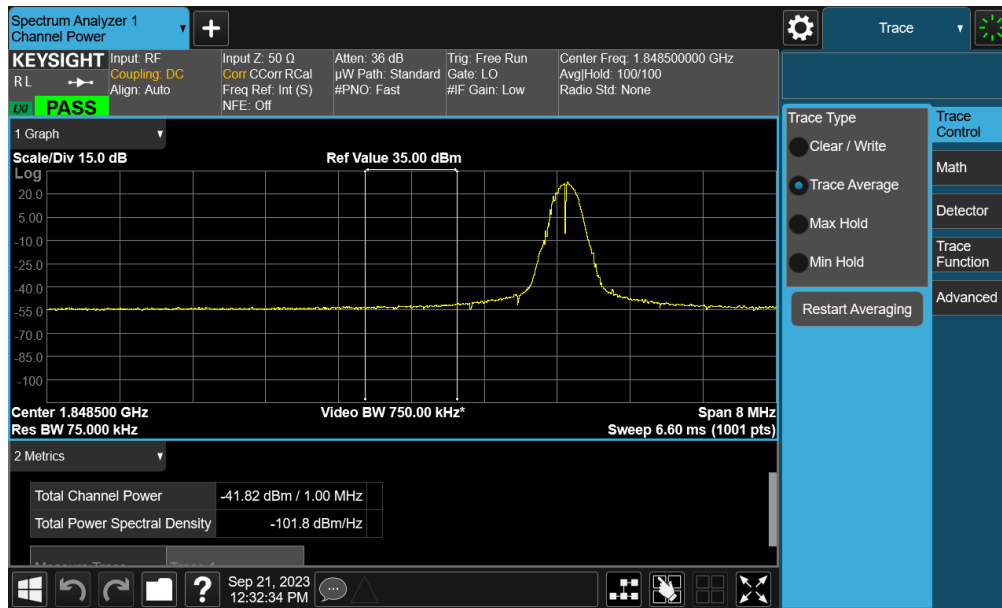 Spectrum Analyzer 1
Channel Power
+
Trace
KEYSIGHT
R L
LXI
PASS
Input: RF
Coupling: DC
Align: Auto
Input Z: 50 Ω
Corr CCorr RCal
Freq Ref: Int (S)
NFE: Off
Atten: 36 dB
µW Path: Standard
#PNO: Fast
Trig: Free Run
Gate: LO
#IF Gain: Low
Center Freq: 1.848500000 GHz
Avg|Hold: 100/100
Radio Std: None
1 Graph
Scale/Div 15.0 dB
Ref Value 35.00 dBm
Log
20.0
5.00
-10.0
-25.0
-40.0
-55.0
-70.0
-85.0
-100
Center 1.848500 GHz
Video BW 750.00 kHz*
Span 8 MHz
Res BW 75.000 kHz
Sweep 6.60 ms (1001 pts)
2 Metrics
Total Channel Power
-41.82 dBm / 1.00 MHz
Total Power Spectral Density
-101.8 dBm/Hz
Measure Trace
Trace 1
Trace Type
Clear / Write
Trace Average
Max Hold
Min Hold
Restart Averaging
Trace
Control
Math
Detector
Trace
Function
Advanced
?
Sep 21, 2023
12:32:34 PM